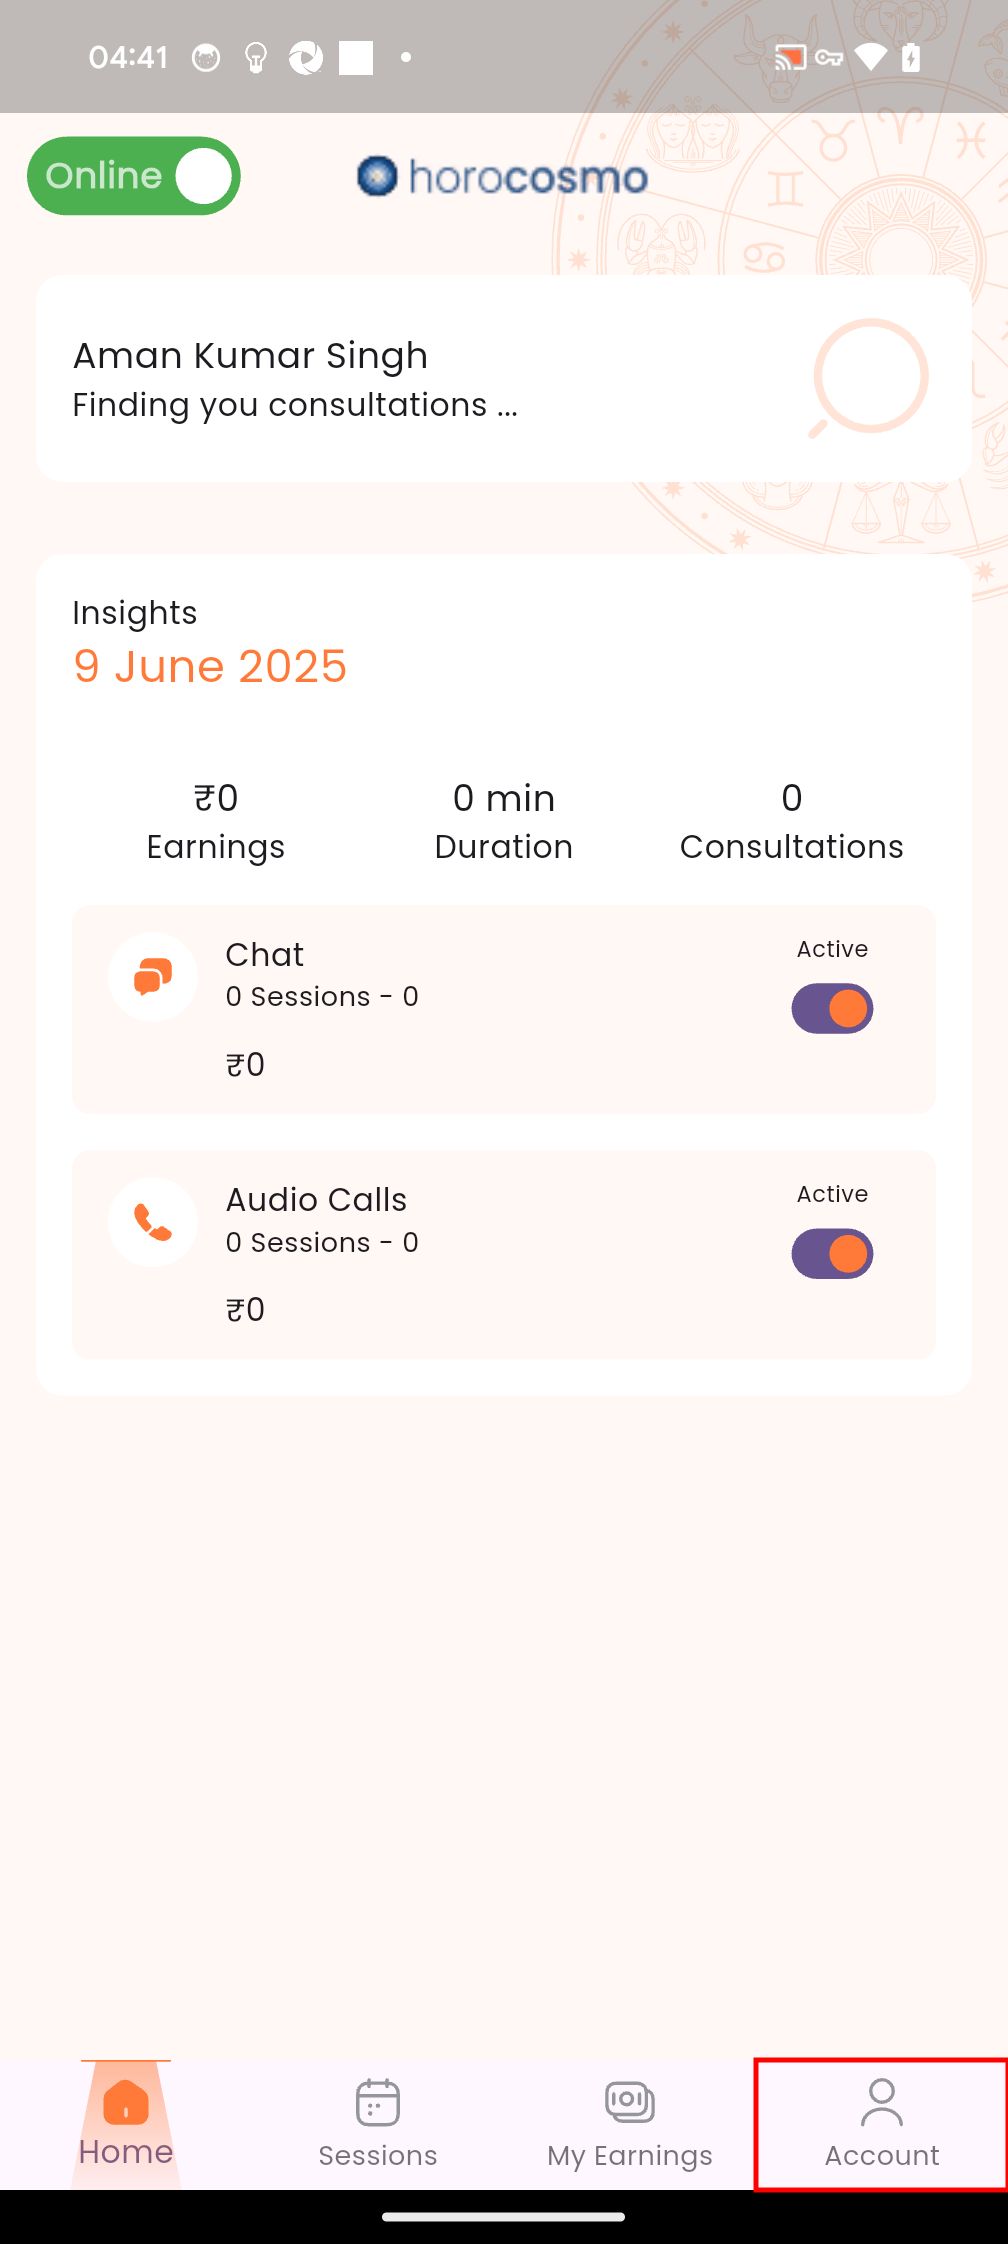 04:41
Online
horocosmo
Aman Kumar Singh
Finding you consultations ...
Insights
9 June 2025
₹0
0 min
0
Earnings
Duration
Consultations
Chat
Active
0 Sessions - 0
₹0
Audio Calls
Active
0 Sessions - 0
₹0
Home
Sessions
My Earnings
Account